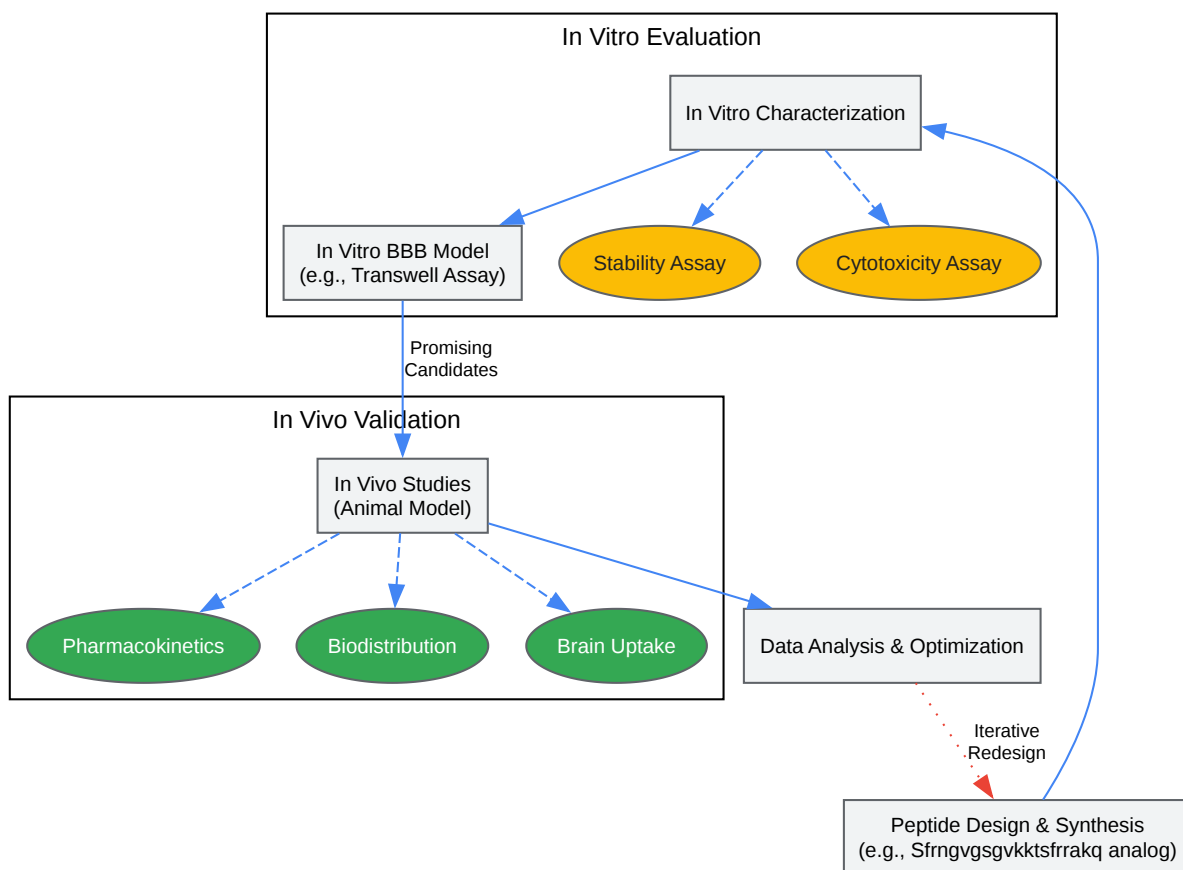 In Vitro Evaluation
In Vitro Characterization
In Vitro BBB Model
(e.g., Transwell Assay)
Stability Assay
Cytotoxicity Assay
Promising
Candidates
In Vivo Validation
In Vivo Studies
(Animal Model)
Pharmacokinetics
Biodistribution
Brain Uptake
Data Analysis & Optimization
Iterative
Redesign
Peptide Design & Synthesis
(e.g., Sfrngvgsgvkktsfrrakq analog)